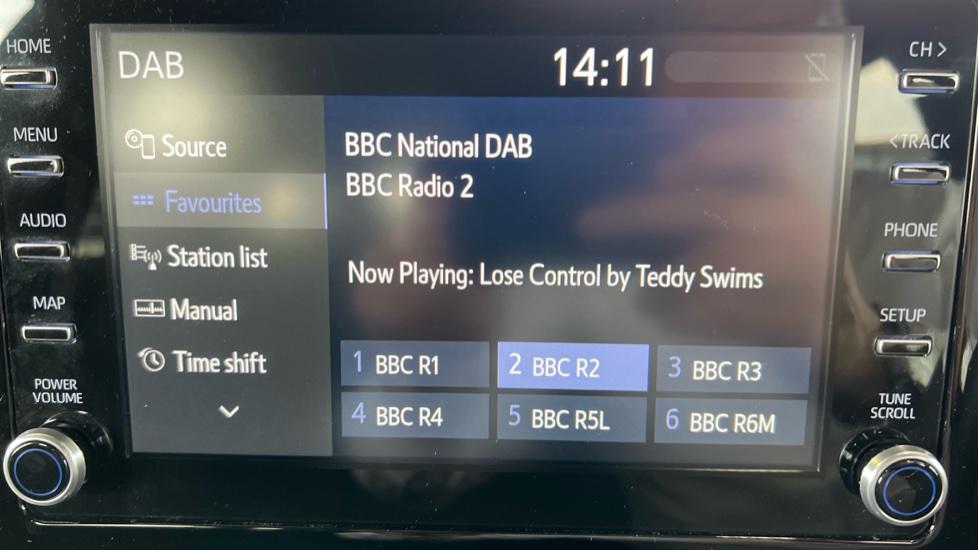 HOME
MENU
AUDIO
MAP
POWER
VOLUME
DAB
14:11
Source
Favourites
Station list
Manual
Time shift
BBC National DAB
BBC Radio 2
Now Playing: Lose Control by Teddy Swims
1 BBC R1
2 BBC R2
3 BBC R3
4 BBC R4
5 BBC R5L
6 BBC R6M
CH >
< TRACK
PHONE
SETUP
TUNE
SCROLL